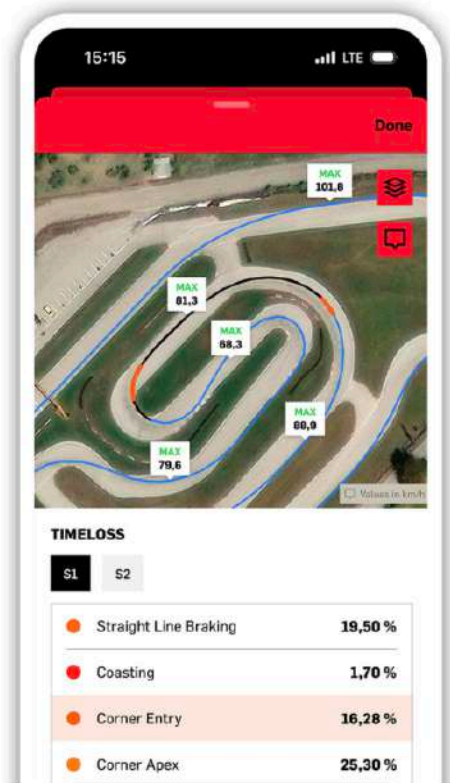 15:15
LTE
Done
MAX
101,8
MAX
81,3
MAX
68,3
MAX
88,9
MAX
79,6
Values in km/h
TIMELOSS
S1 S2
Straight Line Braking 19,50 %
Coasting 1,70 %
Corner Entry 16,28 %
Corner Apex 25,30 %